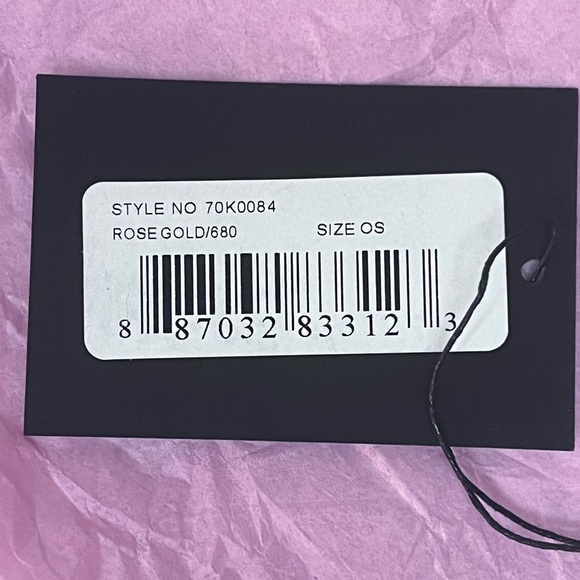 STYLE NO 70K0084
ROSE GOLD/680 SIZE OS
8 87032 83312 3